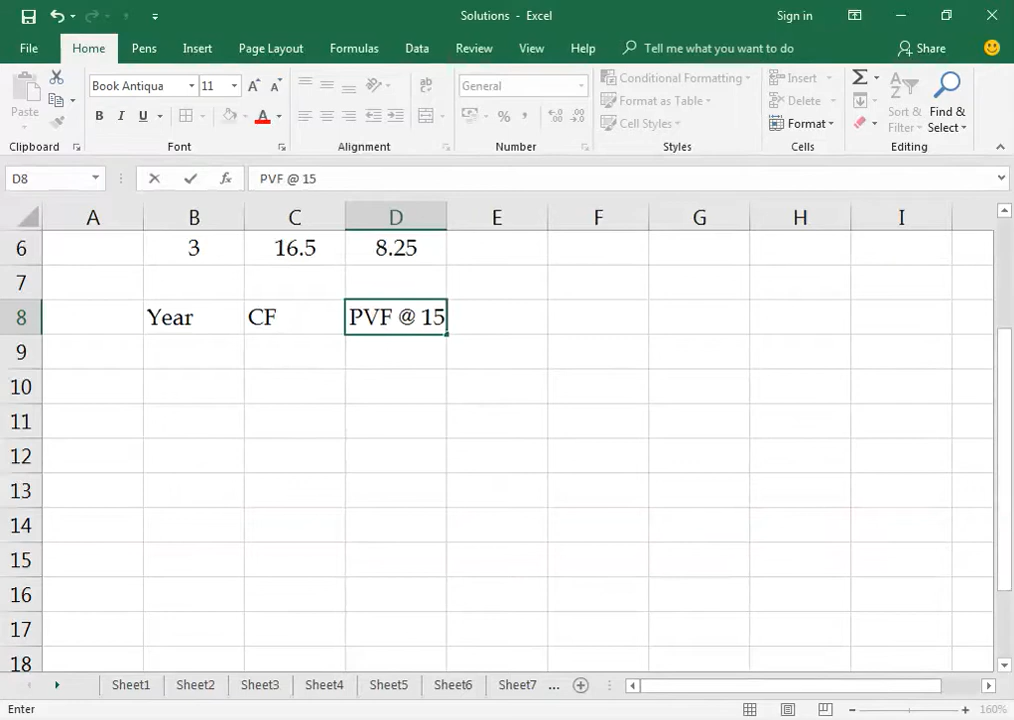 Solutions - Excel
Sign in
File Home Pens Insert Page Layout Formulas Data Review View Help Tell me what you want to do Share
Paste
Book Antiqua 11
B I U
General
% ,
Conditional Formatting
Format as Table
Cell Styles
Insert
Delete
Format
Sort & Filter
Find & Select
Clipboard Font Alignment Number Styles Cells Editing
D8 fx PVF @ 15
A B C D E F G H I
6 3 16.5 8.25
7
8 Year CF PVF @ 15
9
10
11
12
13
14
15
16
17
18
Sheet1 Sheet2 Sheet3 Sheet4 Sheet5 Sheet6 Sheet7 ...
Enter 160%